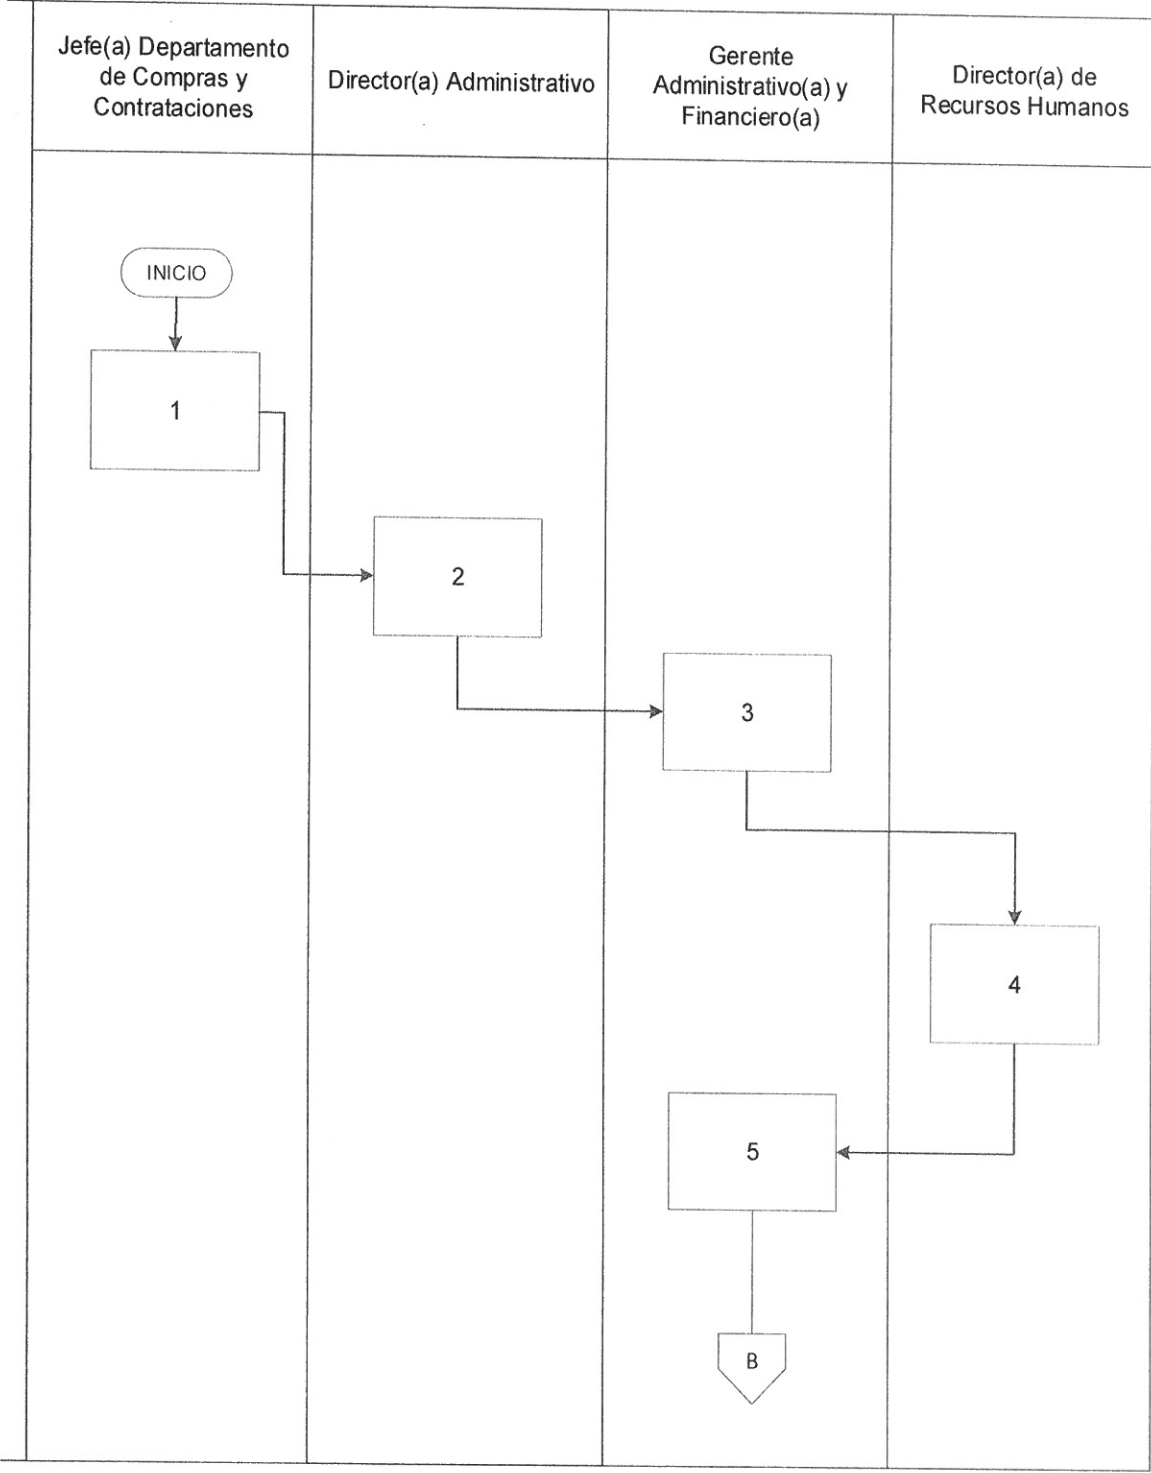 Jefe(a) Departamento
de Compras y
Contrataciones
Director(a) Administrativo
Gerente
Administrativo(a) y
Financiero(a)
Director(a) de
Recursos Humanos
INICIO
1
2
3
4
5
B